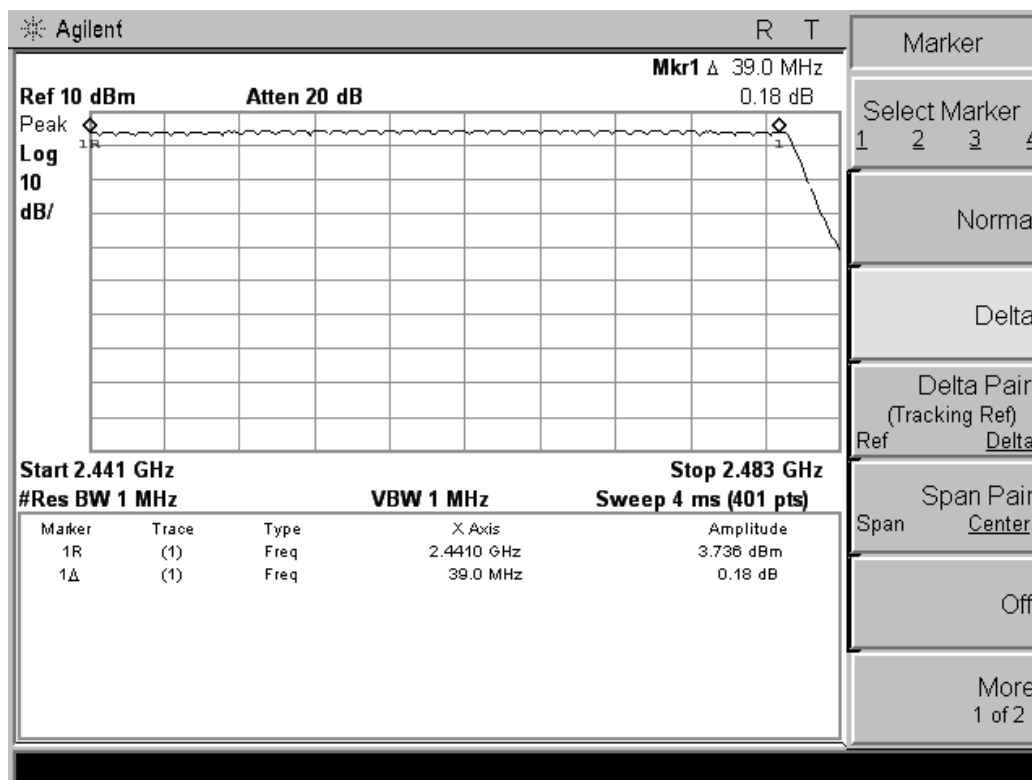 Agilent
R T
Mkr1 Δ 39.0 MHz
Ref 10 dBm Atten 20 dB 0.18 dB
Peak
Log
10
dB/
1R
1
Start 2.441 GHz Stop 2.483 GHz
#Res BW 1 MHz VBW 1 MHz Sweep 4 ms (401 pts)
Marker Trace Type X Axis Amplitude
1R (1) Freq 2.4410 GHz 3.736 dBm
1Δ (1) Freq 39.0 MHz 0.18 dB
Marker
Select Marker
1 2 3 4
Norma
Delta
Delta Pair
(Tracking Ref)
Ref Delta
Span Pair
Span Center
Off
More
1 of 2